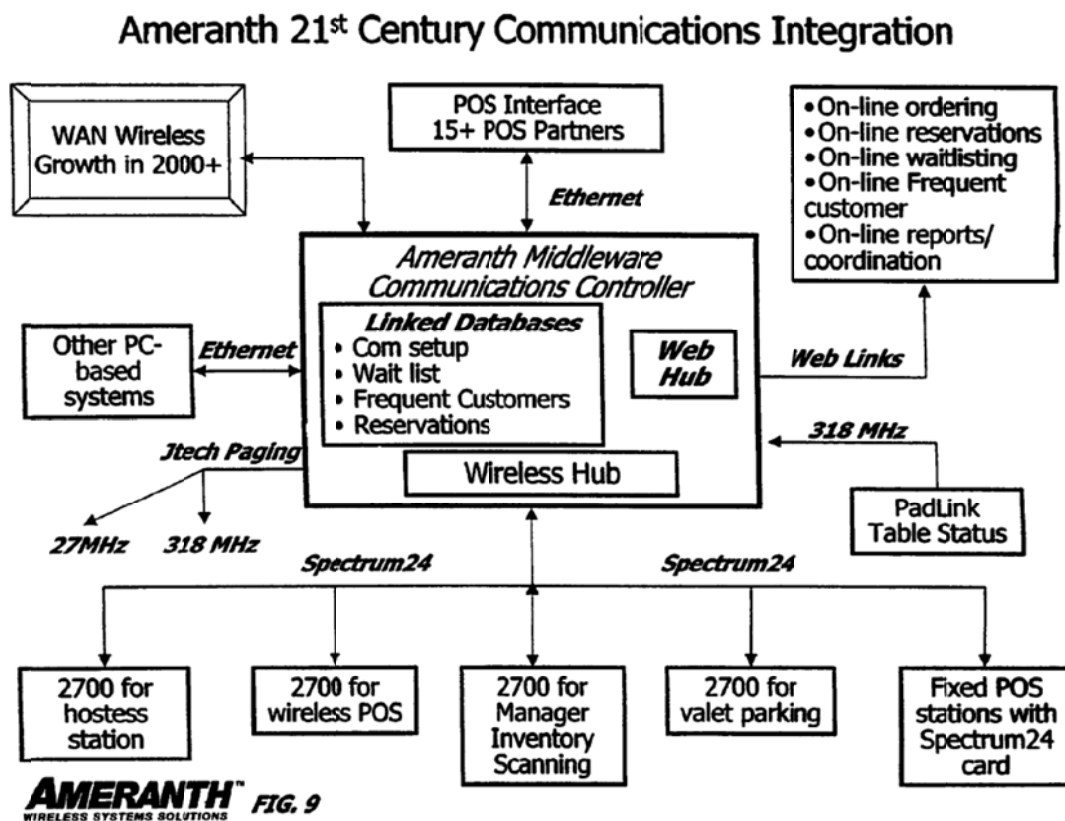 Ameranth 21st Century Communications Integration
WAN Wireless
Growth in 2000+
POS Interface
15+ POS Partners
• On-line ordering
• On-line reservations
• On-line waitlisting
• On-line Frequent
customer
• On-line reports/
coordination
Ethernet
Ameranth Middleware
Communications Controller
Linked Databases
• Com setup
• Wait list
• Frequent Customers
• Reservations
Web
Hub
Wireless Hub
Other PC-
based
systems
Ethernet
Web Links
Jtech Paging
27MHz
318 MHz
318 MHz
PadLink
Table Status
Spectrum24
Spectrum24
2700 for
hostess
station
2700 for
wireless POS
2700 for
Manager
Inventory
Scanning
2700 for
valet parking
Fixed POS
stations with
Spectrum24
card
AMERANTH™
WIRELESS SYSTEMS SOLUTIONS
FIG. 9